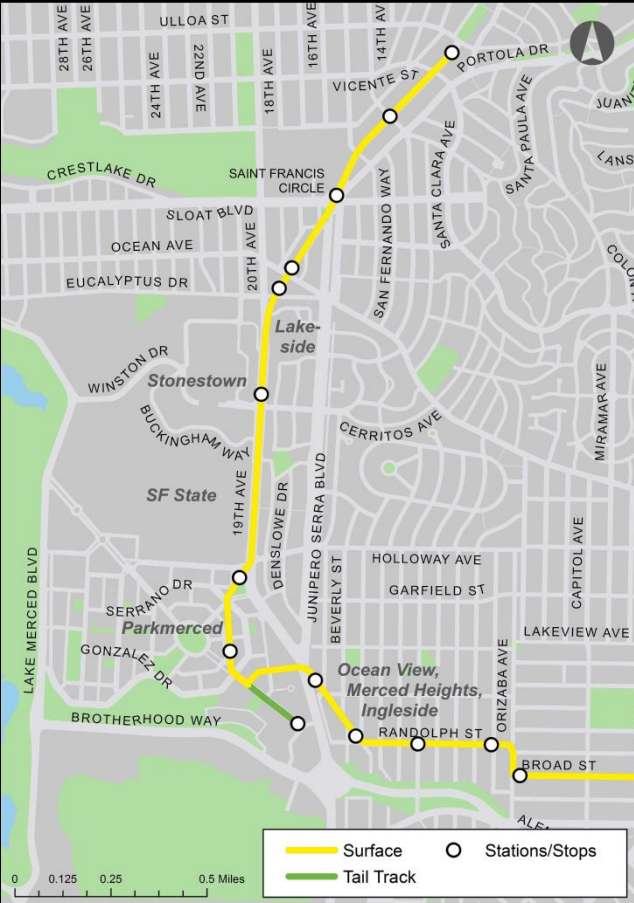 ULLOA ST
28TH AVE
26TH AVE
24TH AVE
22ND AVE
18TH AVE
16TH AVE
14TH AV
PORTOLA DR
VICENTE ST
JUANI
SANTA PAULA AVE
LANS
SANTA CLARA AVE
CRESTLAKE DR
SAINT FRANCIS
CIRCLE
SLOAT BLVD
SAN FERNANDO WAY
OCEAN AVE
20TH AVE
EUCALYPTUS DR
COLON
Lake-
side
WINSTON DR
Stonestown
MIRAMAR AVE
BUCKINGHAM WAY
CERRITOS AVE
SF State
19TH AVE
DENSLOWE DR
JUNIPERO SERRA BLVD
BEVERLY ST
HOLLOWAY AVE
CAPITOL AVE
GARFIELD ST
SERRANO DR
LAKEVIEW AVE
LAKE MERCED BLVD
Parkmerced
GONZALEZ DR
ORIZABA AVE
Ocean View,
Merced Heights,
Ingleside
BROTHERHOOD WAY
RANDOLPH ST
BROAD ST
ALE
Surface
Stations/Stops
Tail Track
0 0.125 0.25 0.5 Miles